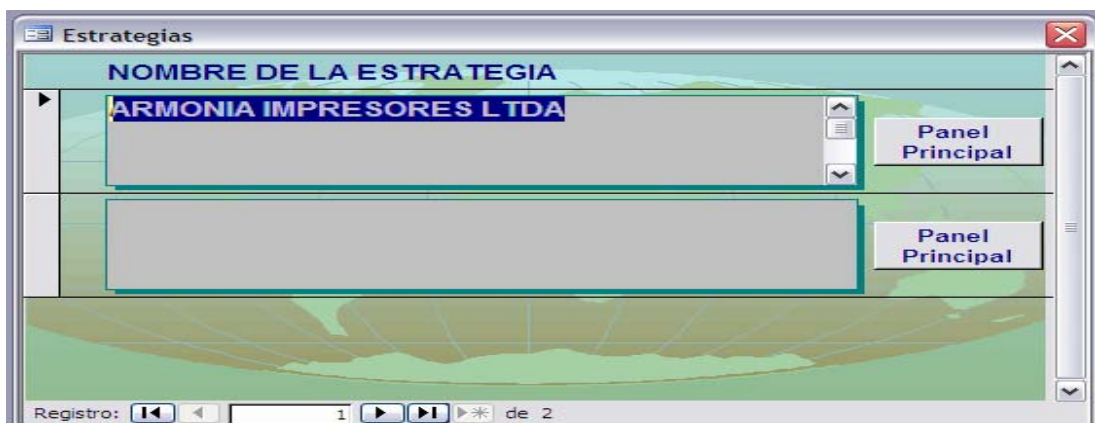 Estrategias
NOMBRE DE LA ESTRATEGIA
ARMONIA IMPRESORES LTDA
Panel
Principal
Panel
Principal
Registro: 1 de 2